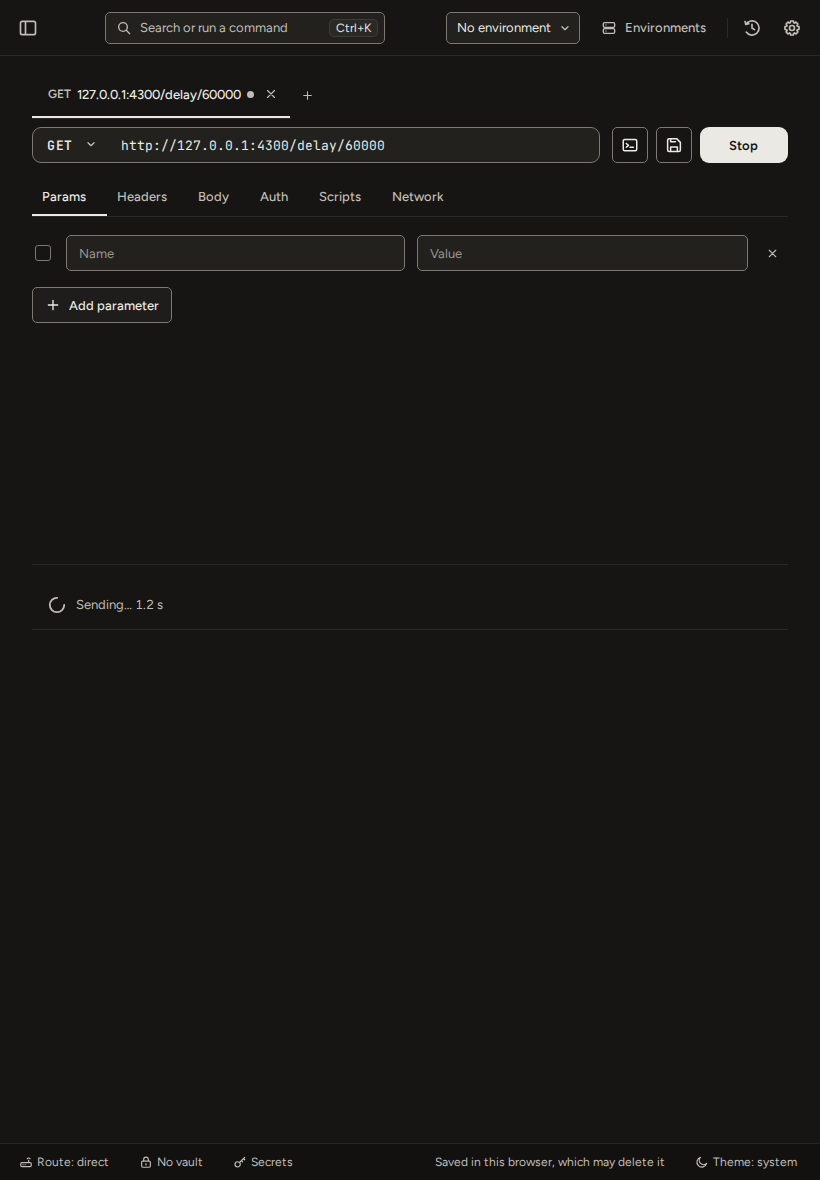 Search or run a command Ctrl+K No environment Environments
GET 127.0.0.1:4300/delay/60000
GET http://127.0.0.1:4300/delay/60000 Stop
Params Headers Body Auth Scripts Network
Name Value
Add parameter
Sending... 1.2 s
Route: direct No vault Secrets Saved in this browser, which may delete it Theme: system